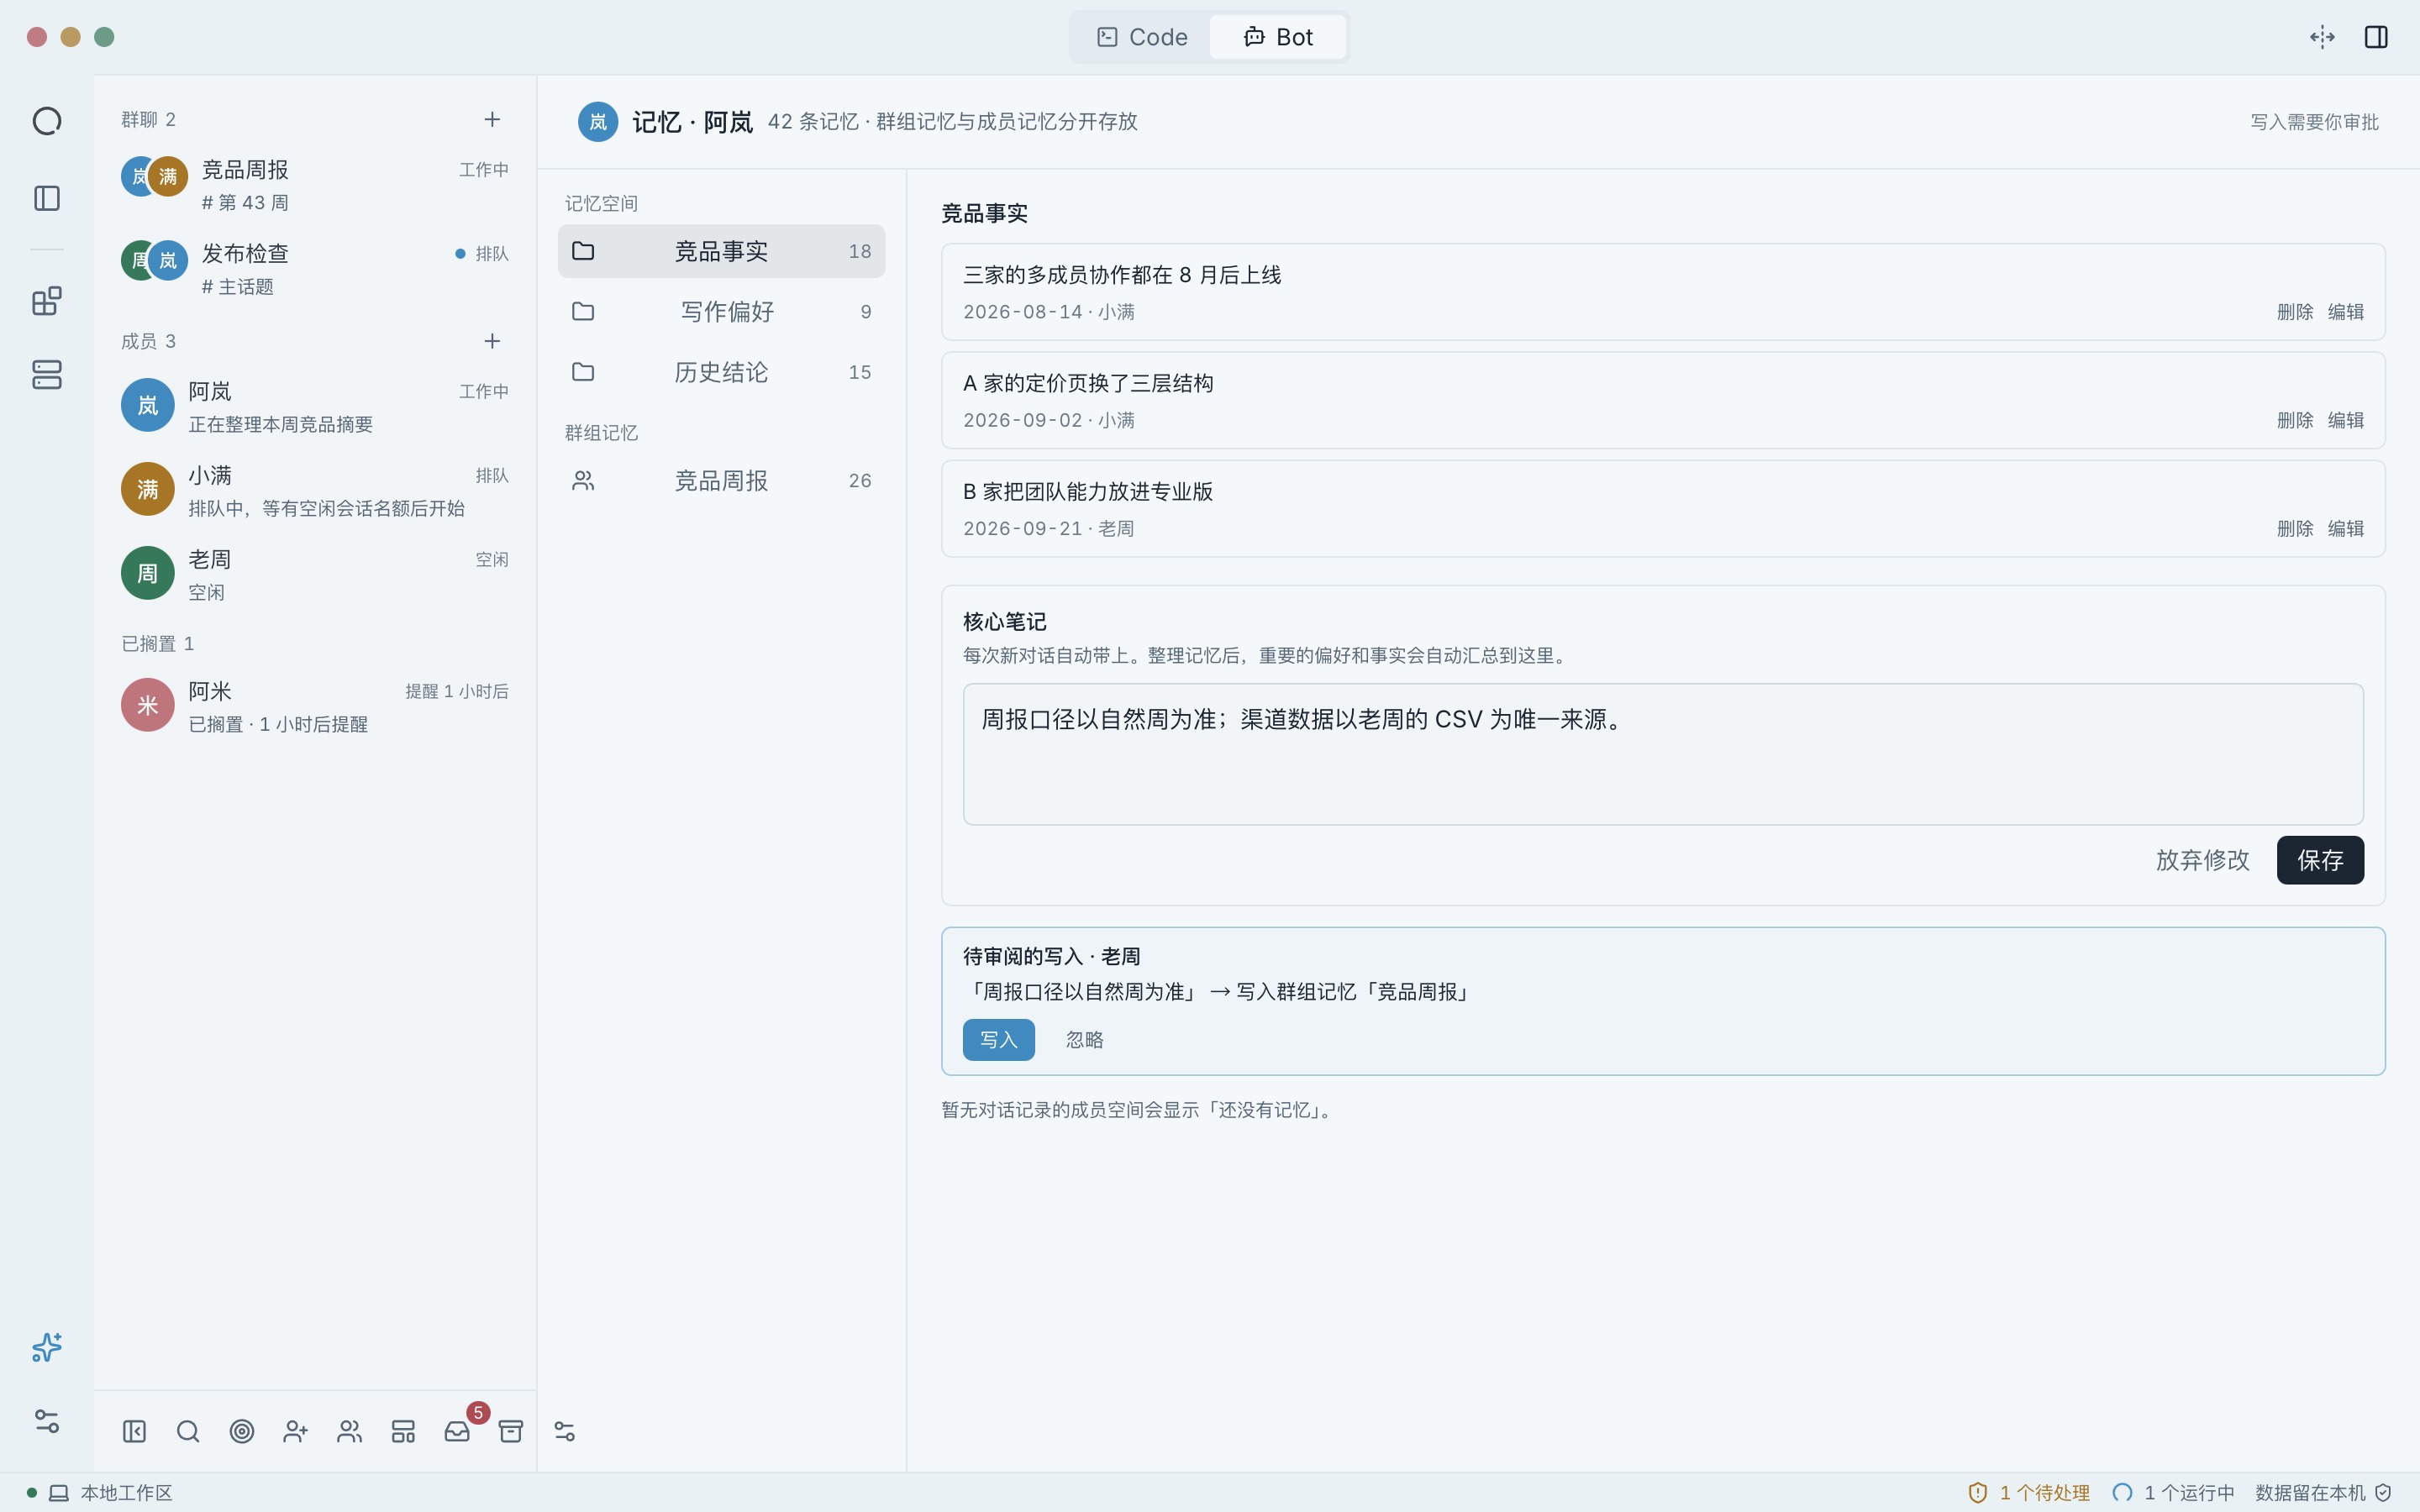 Code
Bot
群聊 2
岚 满
竞品周报
工作中
# 第 43 周
周 岚
发布检查
排队
# 主话题
成员 3
岚
阿岚
工作中
正在整理本周竞品摘要
满
小满
排队
排队中，等有空闲会话名额后开始
周
老周
空闲
空闲
已搁置 1
米
阿米
提醒 1 小时后
已搁置 · 1 小时后提醒
5
岚
记忆 · 阿岚
42 条记忆 · 群组记忆与成员记忆分开存放
写入需要你审批
记忆空间
竞品事实 18
写作偏好 9
历史结论 15
群组记忆
竞品周报 26
竞品事实
三家的多成员协作都在 8 月后上线
2026-08-14 · 小满
删除 编辑
A 家的定价页换了三层结构
2026-09-02 · 小满
删除 编辑
B 家把团队能力放进专业版
2026-09-21 · 老周
删除 编辑
核心笔记
每次新对话自动带上。整理记忆后，重要的偏好和事实会自动汇总到这里。
周报口径以自然周为准；渠道数据以老周的 CSV 为唯一来源。
放弃修改
保存
待审阅的写入 · 老周
「周报口径以自然周为准」 → 写入群组记忆「竞品周报」
写入
忽略
暂无对话记录的成员空间会显示「还没有记忆」。
本地工作区
1 个待处理
1 个运行中
数据留在本机